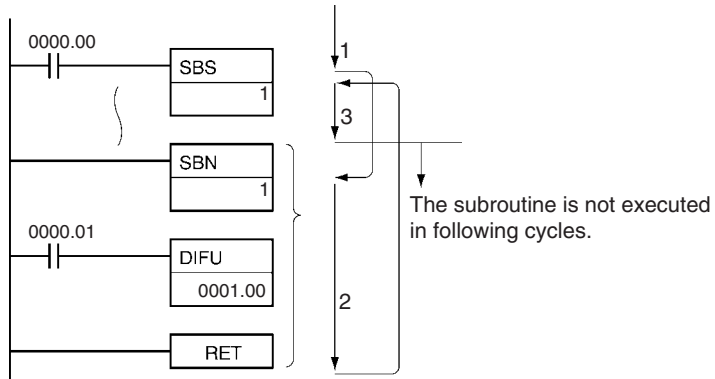 0000.00
SBS
1
1
3
SBN
1
The subroutine is not executed
in following cycles.
0000.01
DIFU
0001.00
2
RET